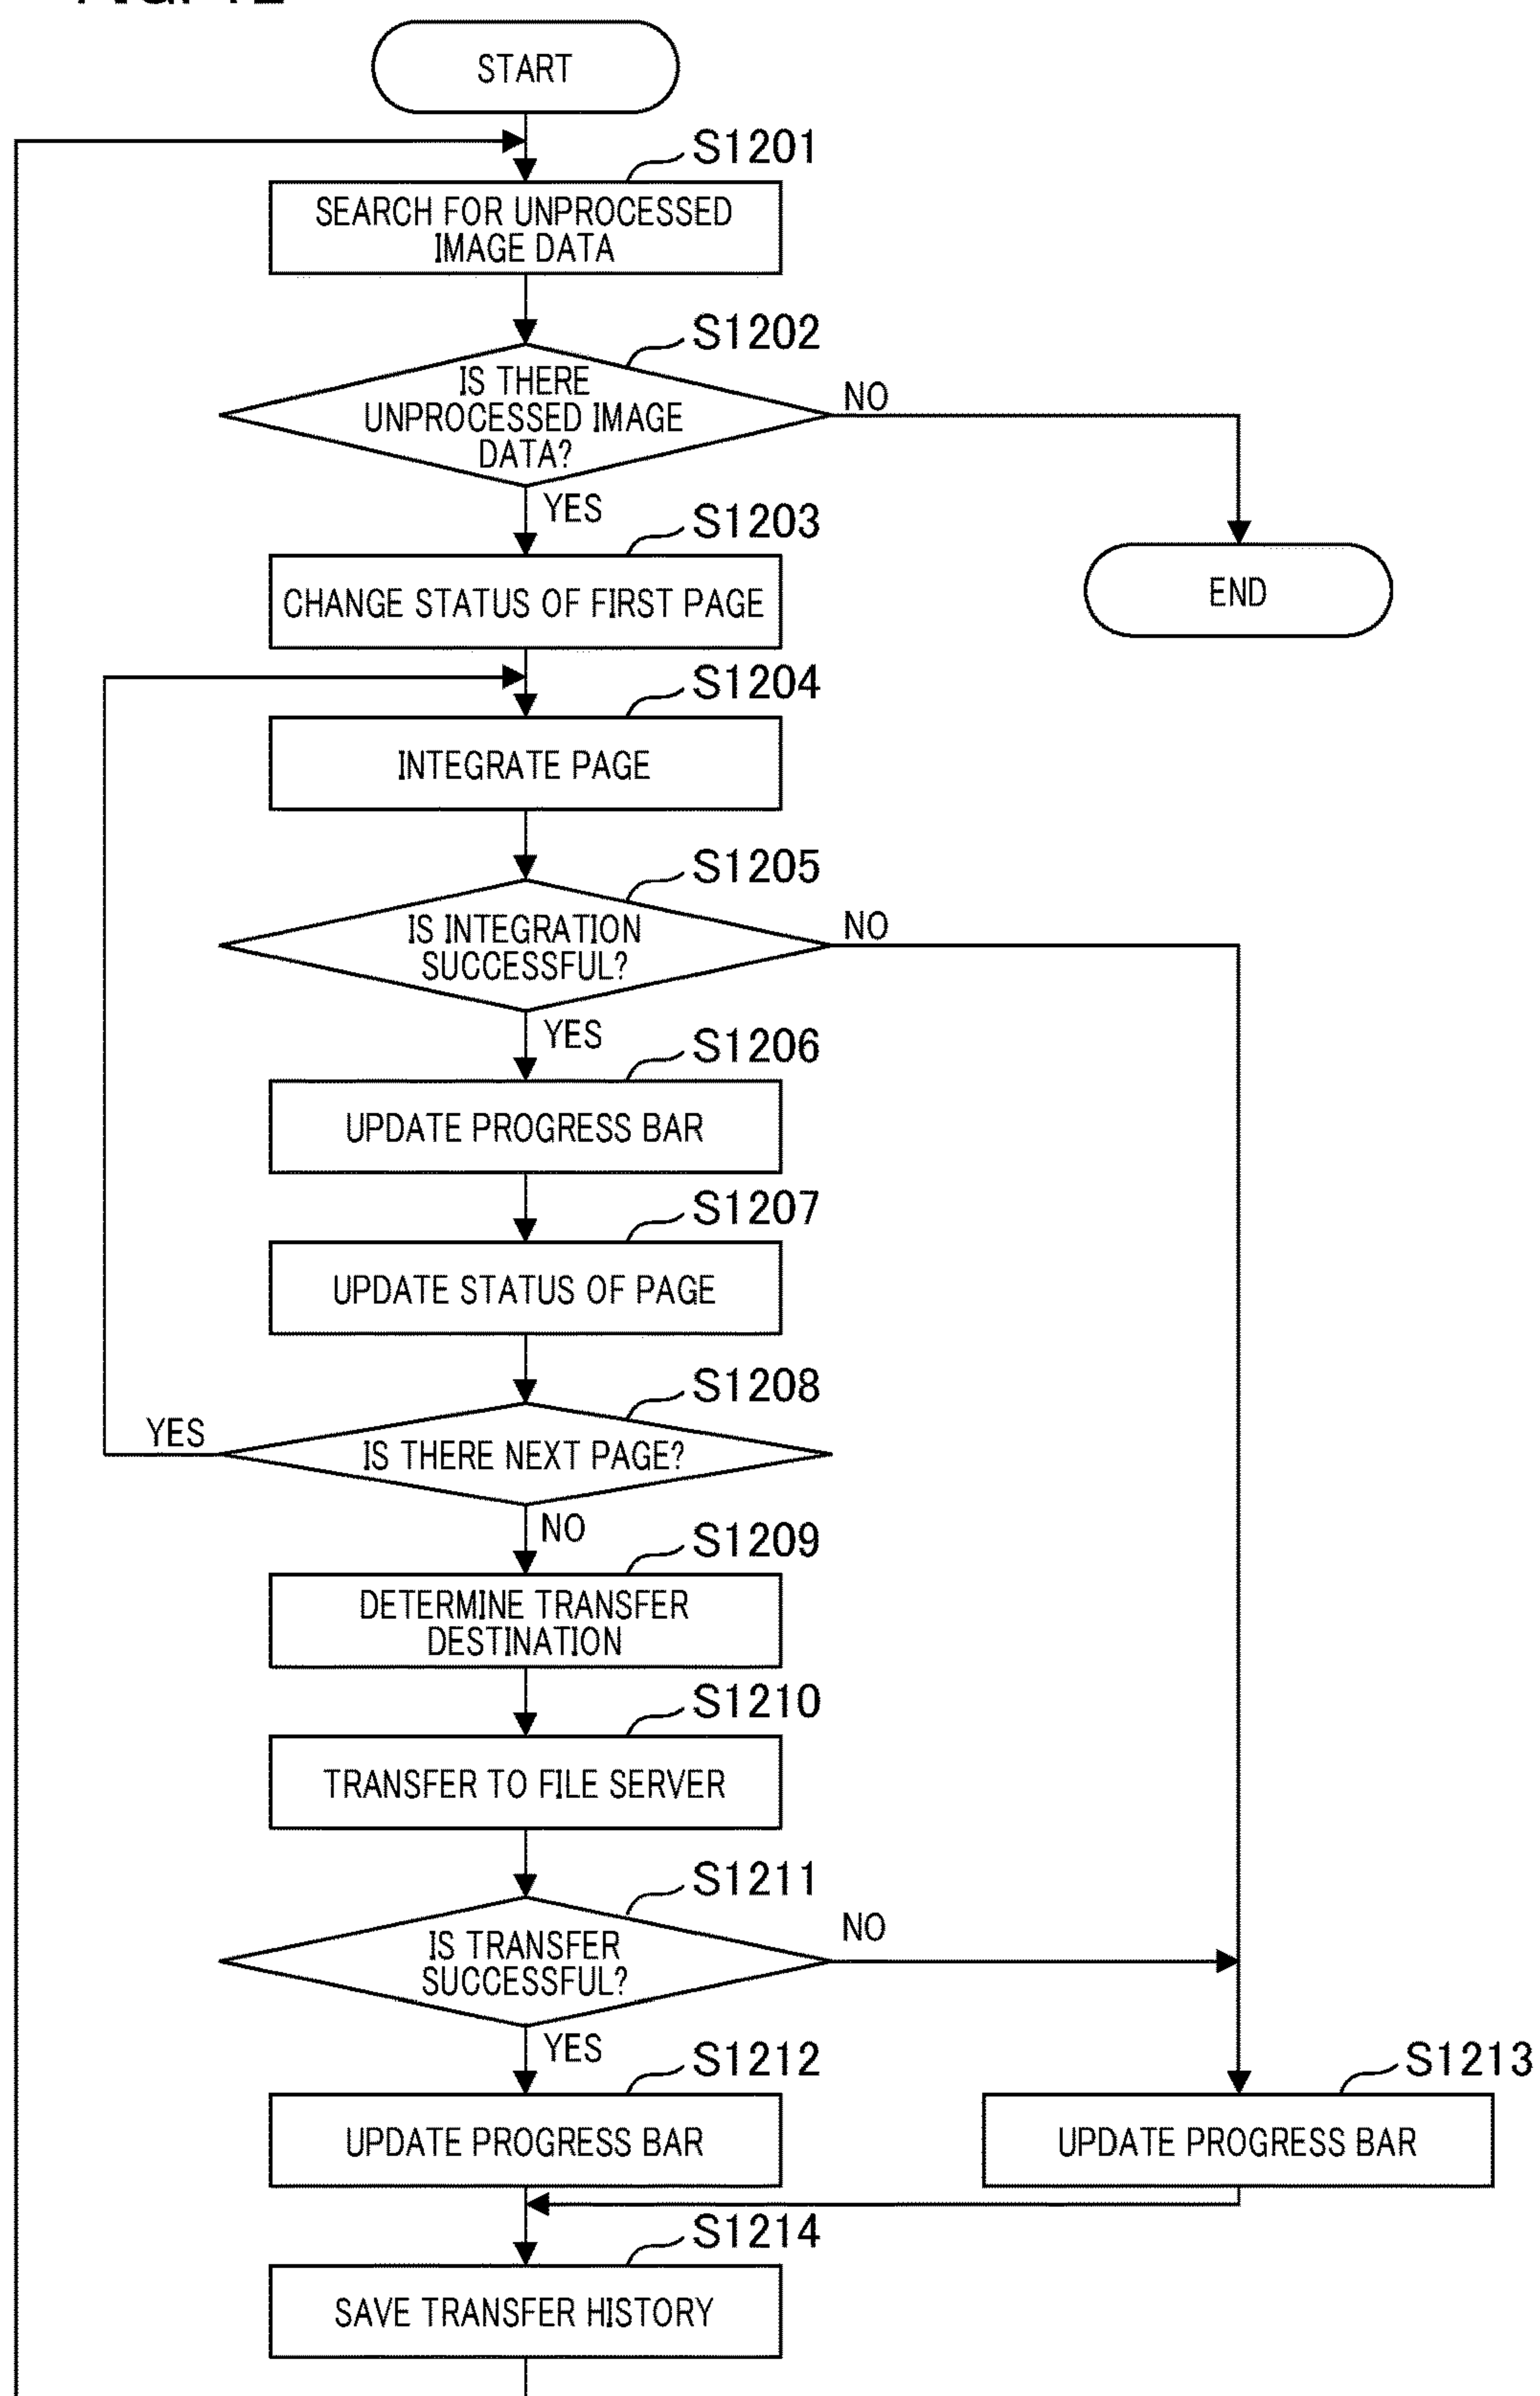 START
S1201
SEARCH FOR UNPROCESSED
IMAGE DATA
S1202
IS THERE
UNPROCESSED IMAGE
DATA?
NO
YES
S1203
CHANGE STATUS OF FIRST PAGE
END
S1204
INTEGRATE PAGE
S1205
IS INTEGRATION
SUCCESSFUL?
NO
YES
S1206
UPDATE PROGRESS BAR
S1207
UPDATE STATUS OF PAGE
S1208
YES
IS THERE NEXT PAGE?
NO
S1209
DETERMINE TRANSFER
DESTINATION
S1210
TRANSFER TO FILE SERVER
S1211
IS TRANSFER
SUCCESSFUL?
NO
YES
S1212
UPDATE PROGRESS BAR
S1213
UPDATE PROGRESS BAR
S1214
SAVE TRANSFER HISTORY